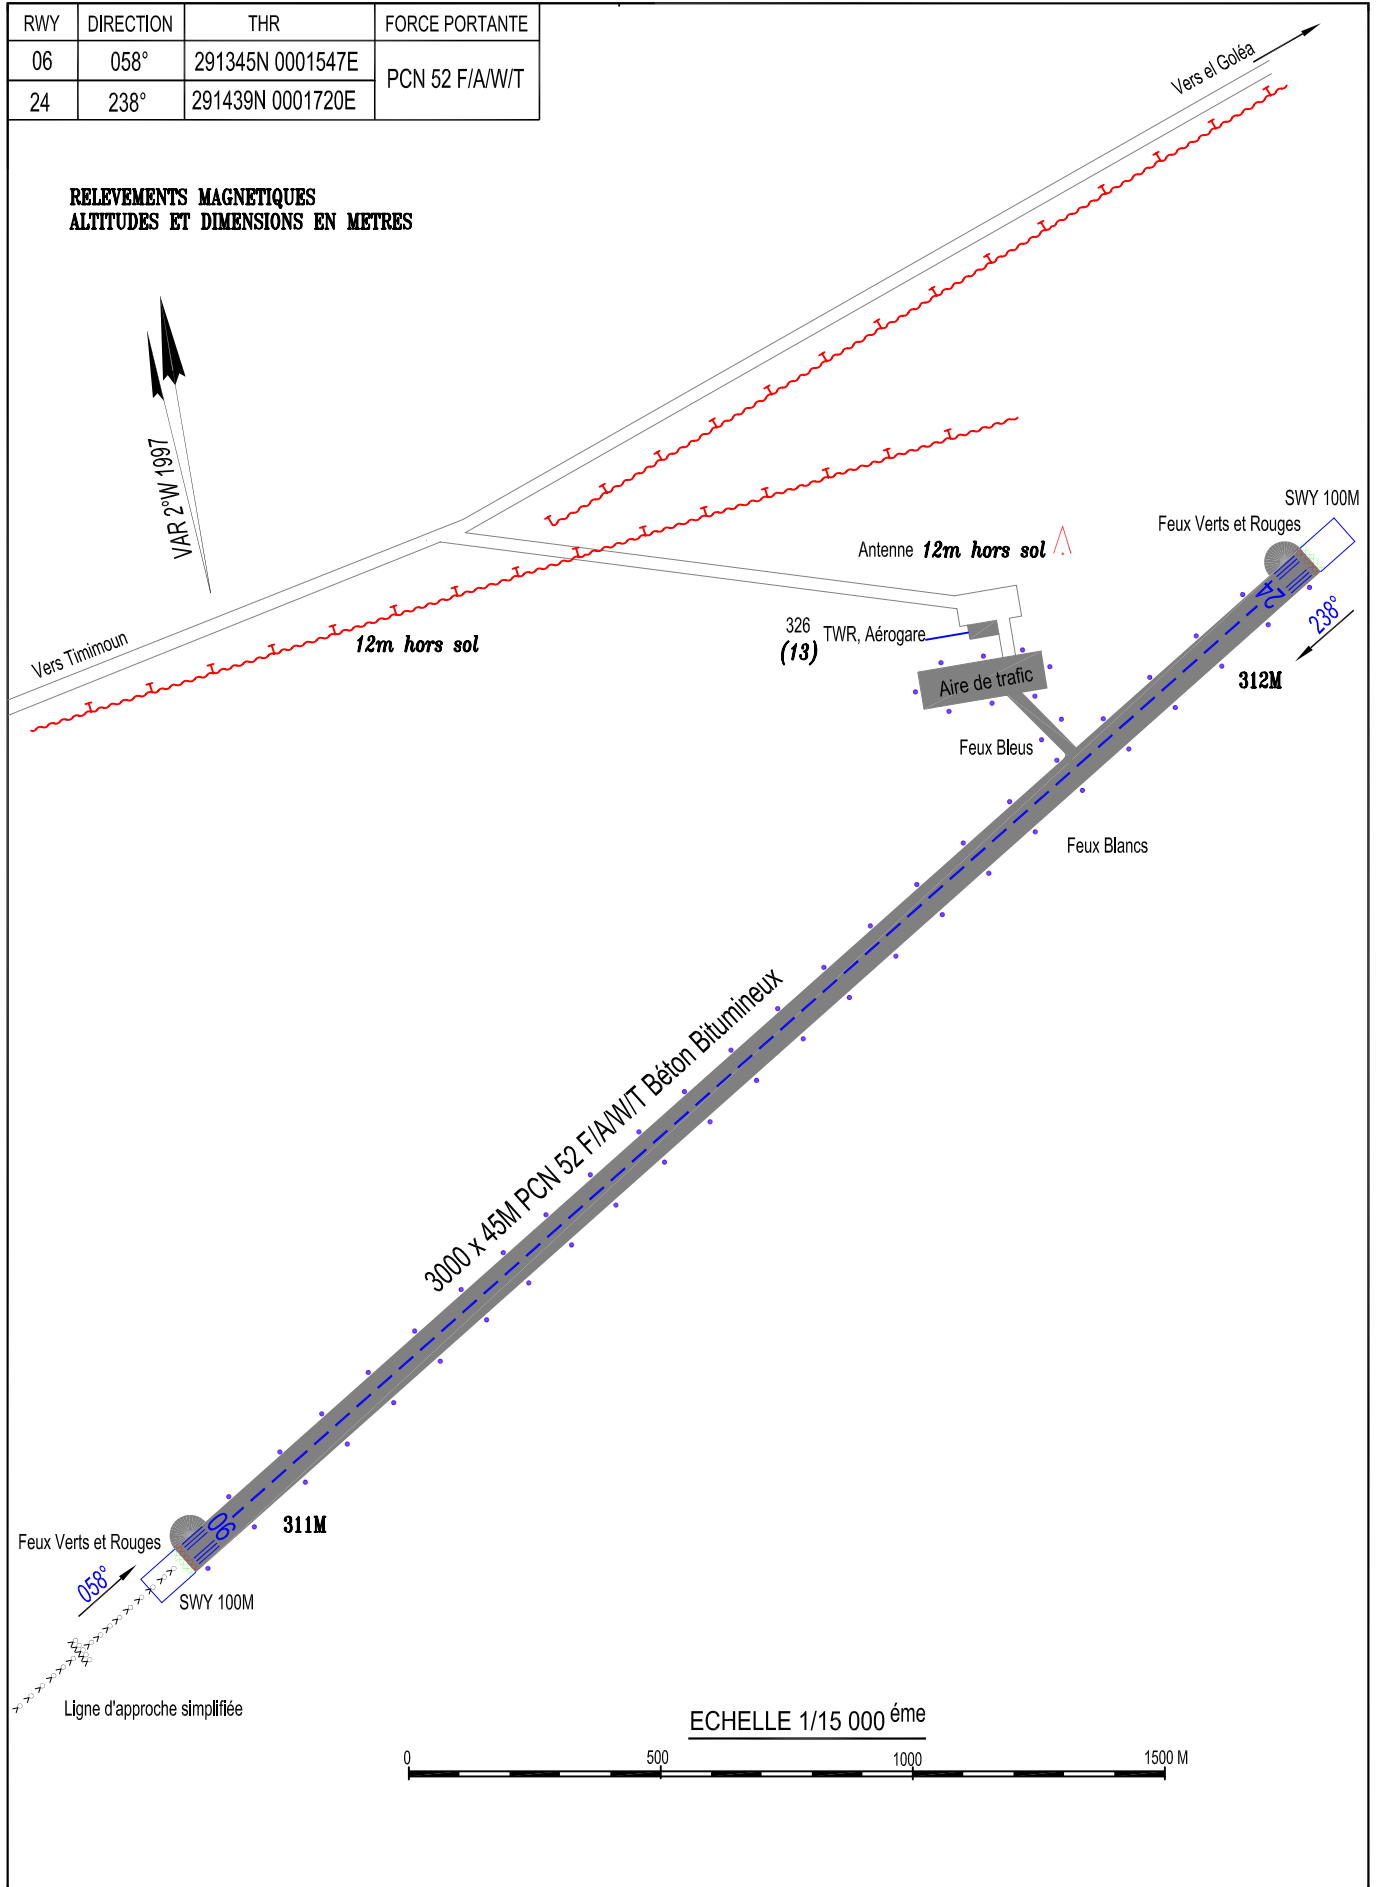 RWY DIRECTION THR FORCE PORTANTE
06 058° 291345N 0001547E PCN 52 F/A/W/T
24 238° 291439N 0001720E
Vers el Goléa
RELEVEMENTS MAGNETIQUES
ALTITUDES ET DIMENSIONS EN METRES
VAR 2°W 1997
SWY 100M
Feux Verts et Rouges
Antenne 12m hors sol
24
238°
326
(13)
TWR, Aérogare
12m hors sol
Vers Timimoun
312M
Aire de trafic
Feux Bleus
Feux Blancs
3000 x 45M PCN 52 F/A/W/T Béton Bitumineux
311M
06
Feux Verts et Rouges
058°
SWY 100M
Ligne d'approche simplifiée
ECHELLE 1/15 000 éme
0 500 1000 1500 M